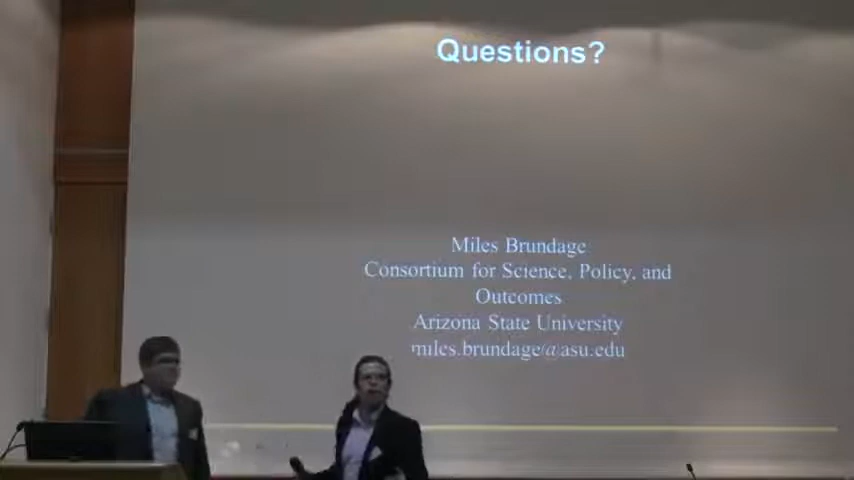 Questions?
Miles Brundage
Consortium for Science, Policy, and
Outcomes
Arizona State University
miles.brundage@asu.edu